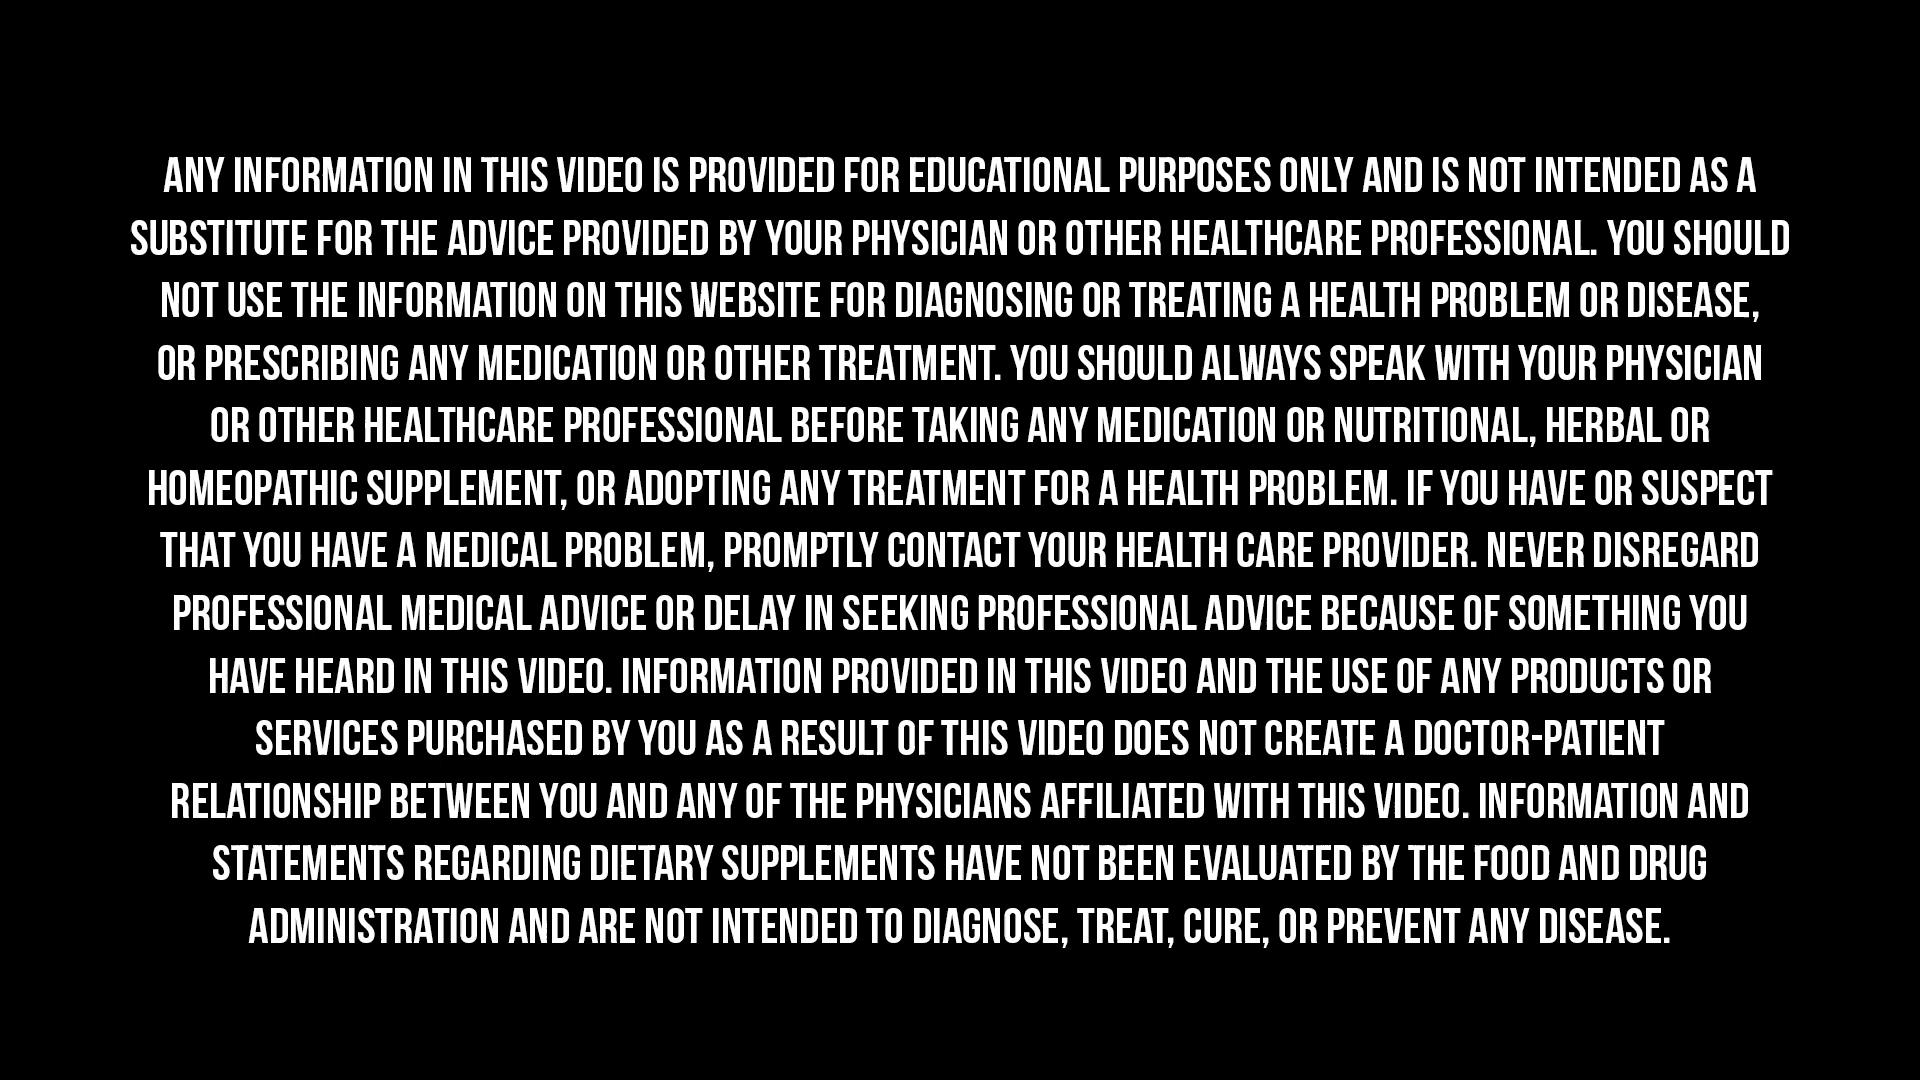 ANY INFORMATION IN THIS VIDEO IS PROVIDED FOR EDUCATIONAL PURPOSES ONLY AND IS NOT INTENDED AS A
SUBSTITUTE FOR THE ADVICE PROVIDED BY YOUR PHYSICIAN OR OTHER HEALTHCARE PROFESSIONAL. YOU SHOULD
NOT USE THE INFORMATION ON THIS WEBSITE FOR DIAGNOSING OR TREATING A HEALTH PROBLEM OR DISEASE,
OR PRESCRIBING ANY MEDICATION OR OTHER TREATMENT. YOU SHOULD ALWAYS SPEAK WITH YOUR PHYSICIAN
OR OTHER HEALTHCARE PROFESSIONAL BEFORE TAKING ANY MEDICATION OR NUTRITIONAL, HERBAL OR
HOMEOPATHIC SUPPLEMENT, OR ADOPTING ANY TREATMENT FOR A HEALTH PROBLEM. IF YOU HAVE OR SUSPECT
THAT YOU HAVE A MEDICAL PROBLEM, PROMPTLY CONTACT YOUR HEALTH CARE PROVIDER. NEVER DISREGARD
PROFESSIONAL MEDICAL ADVICE OR DELAY IN SEEKING PROFESSIONAL ADVICE BECAUSE OF SOMETHING YOU
HAVE HEARD IN THIS VIDEO. INFORMATION PROVIDED IN THIS VIDEO AND THE USE OF ANY PRODUCTS OR
SERVICES PURCHASED BY YOU AS A RESULT OF THIS VIDEO DOES NOT CREATE A DOCTOR-PATIENT
RELATIONSHIP BETWEEN YOU AND ANY OF THE PHYSICIANS AFFILIATED WITH THIS VIDEO. INFORMATION AND
STATEMENTS REGARDING DIETARY SUPPLEMENTS HAVE NOT BEEN EVALUATED BY THE FOOD AND DRUG
ADMINISTRATION AND ARE NOT INTENDED TO DIAGNOSE, TREAT, CURE, OR PREVENT ANY DISEASE.